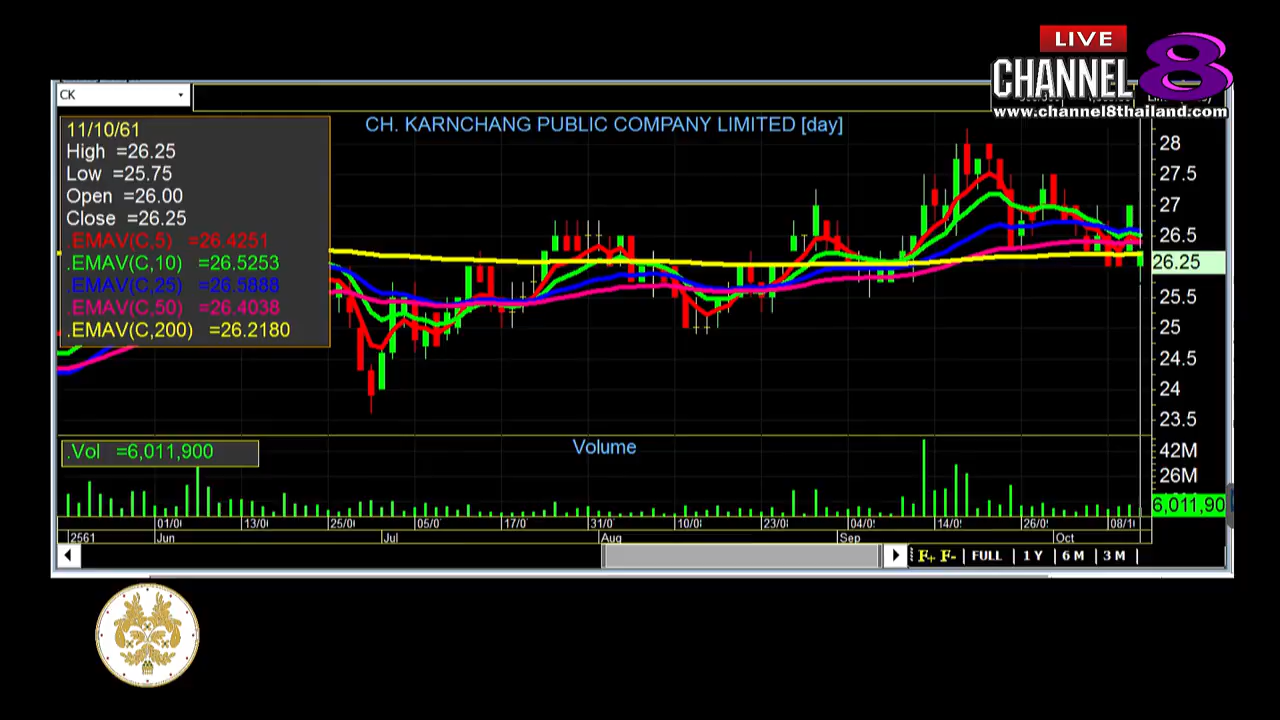 LIVE
CHANNEL 8
www.channel8thailand.com
CK
CH. KARNCHANG PUBLIC COMPANY LIMITED [day]
11/10/61
High =26.25
Low =25.75
Open =26.00
Close =26.25
.EMAV(C,5) =26.4251
.EMAV(C,10) =26.5253
.EMAV(C,25) =26.5888
.EMAV(C,50) =26.4038
.EMAV(C,200) =26.2180
28
27.5
27
26.5
26.25
25.5
25
24.5
24
23.5
.Vol =6,011,900
Volume
42M
26M
6,011,90
01/0 13/0 25/0 05/0 17/0 31/0 10/0 23/0 04/0 14/0 26/0 08/1
2561 Jun Jul Aug Sep Oct
F+ F- FULL 1 Y 6 M 3 M